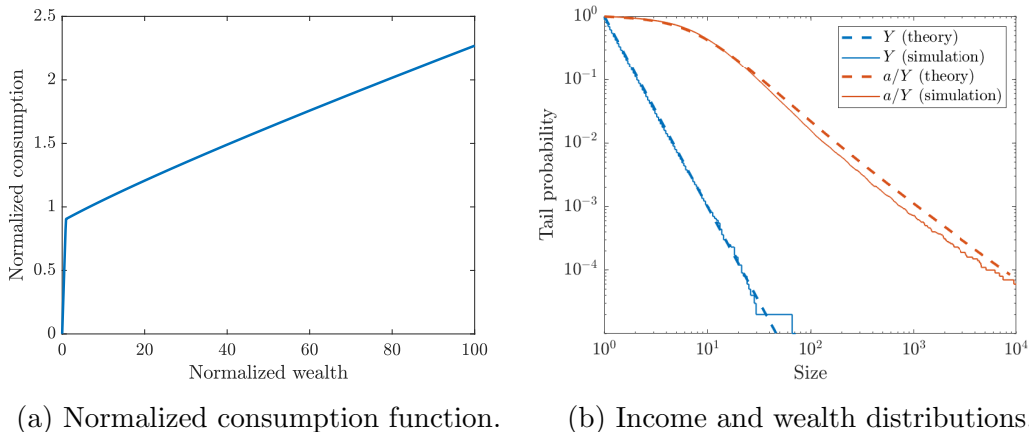 2.5
2
1.5
1
0.5
0
Normalized consumption
0 20 40 60 80 100
Normalized wealth
10^0
10^-1
10^-2
10^-3
10^-4
Tail probability
Y (theory)
Y (simulation)
a/Y (theory)
a/Y (simulation)
10^0 10^1 10^2 10^3 10^4
Size
(a) Normalized consumption function.
(b) Income and wealth distributions